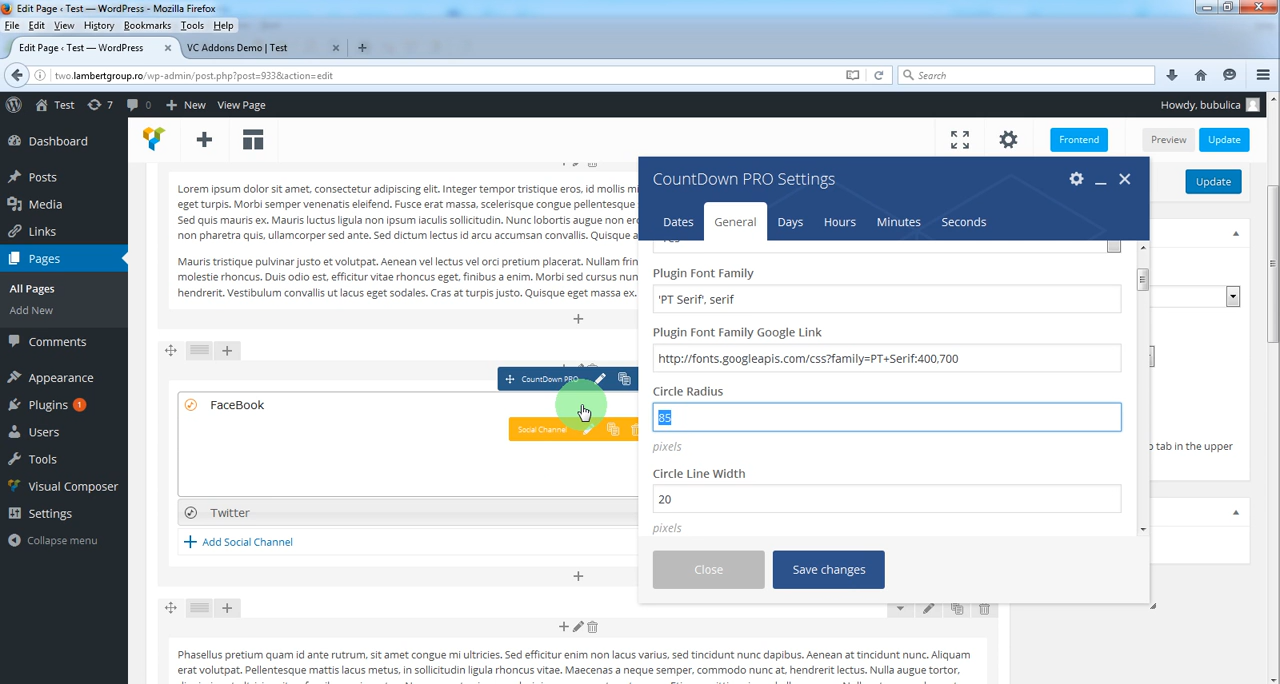 Edit Page ‹ Test — WordPress - Mozilla Firefox
File Edit View History Bookmarks Tools Help
Edit Page ‹ Test — WordPress
VC Addons Demo | Test
two.lambertgroup.ro/wp-admin/post.php?post=933&action=edit
Search
Test 7 0 New View Page
Howdy, bubulica
Dashboard
Posts
Media
Links
Pages
All Pages
Add New
Comments
Appearance
Plugins 1
Users
Tools
Visual Composer
Settings
Collapse menu
Frontend
Preview
Update
Update
Lorem ipsum dolor sit amet, consectetur adipiscing elit. Integer tempor tristique eros, id mollis mi
eget turpis. Morbi semper venenatis eleifend. Fusce erat massa, scelerisque congue pellentesque
Sed quis mauris ex. Mauris luctus ligula non ipsum iaculis sollicitudin. Nunc lobortis augue non ero
non pharetra quis, ullamcorper sed ante. Sed dictum lectus id arcu accumsan convallis. Quisque a
Mauris tristique pulvinar justo et volutpat. Aenean vel lectus vel orci pretium placerat. Nullam frin
molestie rhoncus. Duis odio est, efficitur vitae rhoncus eget, finibus a enim. Morbi sed cursus nun
hendrerit. Vestibulum convallis ut lacus eget sodales. Cras at turpis justo. Quisque eget massa ex.
CountDown PRO
FaceBook
Social Channel
Twitter
Add Social Channel
Phasellus pretium quam id ante rutrum, sit amet congue mi ultricies. Sed efficitur enim non lacus varius, sed tincidunt nunc dapibus. Aenean at tincidunt nunc. Aliquam
erat volutpat. Pellentesque mattis lacus metus, in sollicitudin ligula rhoncus vitae. Maecenas a neque semper, commodo nunc at, hendrerit lectus. Nulla augue tortor,
CountDown PRO Settings
Dates General Days Hours Minutes Seconds
Yes
Plugin Font Family
'PT Serif', serif
Plugin Font Family Google Link
http://fonts.googleapis.com/css?family=PT+Serif:400,700
Circle Radius
85
pixels
Circle Line Width
20
pixels
Close
Save changes
p tab in the upper